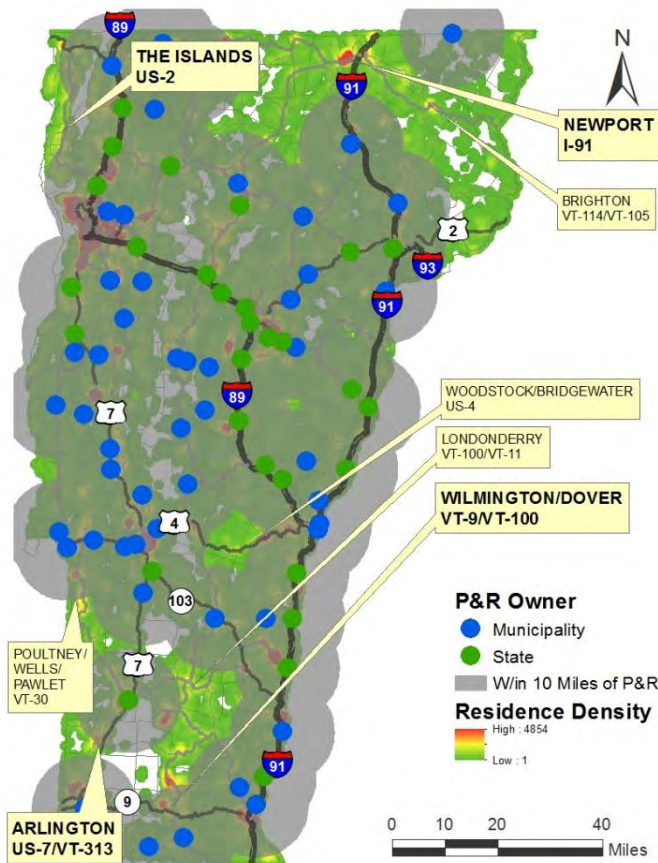 89
THE ISLANDS
US-2
N
91
NEWPORT
I-91
BRIGHTON
VT-114/VT-105
2
93
91
WOODSTOCK/BRIDGEWATER
US-4
7
89
LONDONDERRY
VT-100/VT-11
WILMINGTON/DOVER
VT-9/VT-100
4
103
P&R Owner
Municipality
State
W/in 10 Miles of P&R
POULTNEY/
WELLS/
PAWLET
VT-30
7
Residence Density
High : 4854
Low : 1
91
9
ARLINGTON
US-7/VT-313
0 10 20 40
Miles